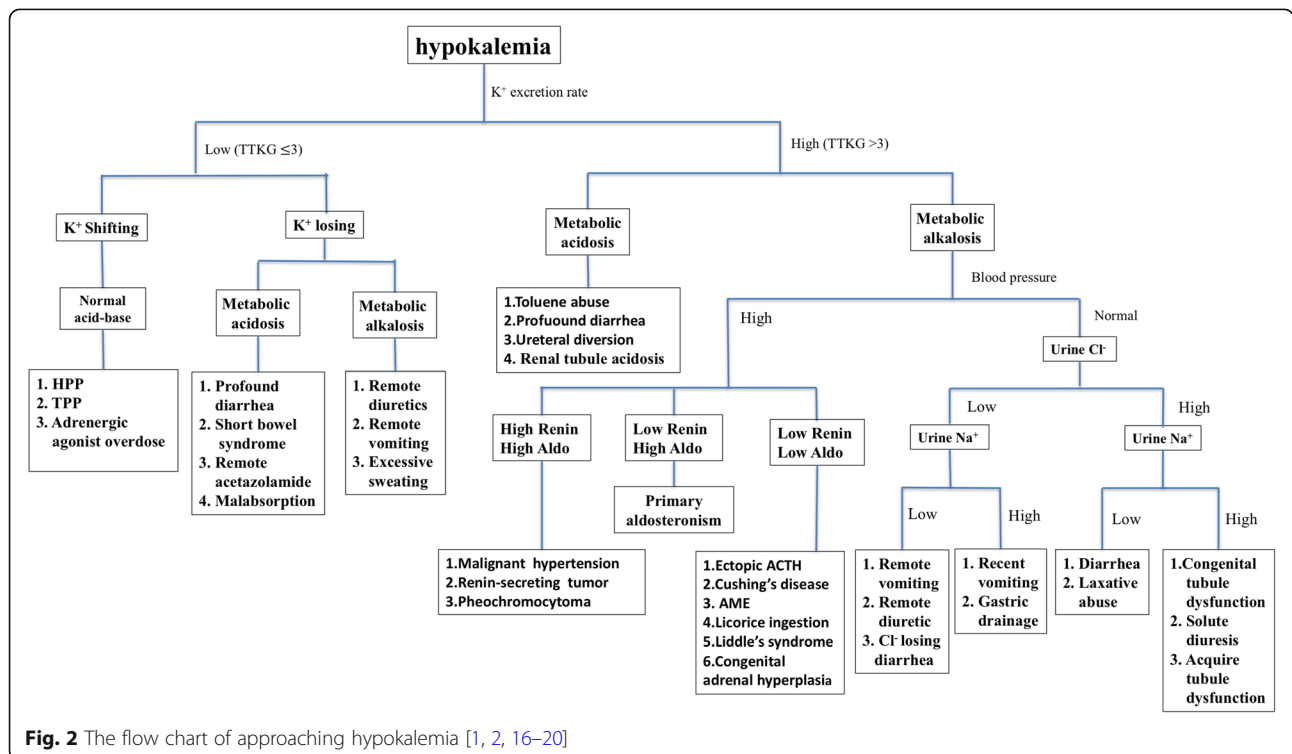 hypokalemia
K+ excretion rate
Low (TTKG ≤3)
High (TTKG >3)
K+ Shifting
K+ losing
Metabolic
acidosis
Metabolic
alkalosis
Normal
acid-base
Metabolic
acidosis
Metabolic
alkalosis
1.Toluene abuse
2.Profuound diarrhea
3.Ureteral diversion
4. Renal tubule acidosis
Blood pressure
High
Normal
Urine Cl-
1. HPP
2. TPP
3. Adrenergic
agonist overdose
1. Profound
diarrhea
2. Short bowel
syndrome
3. Remote
acetazolamide
4. Malabsorption
1. Remote
diuretics
2. Remote
vomiting
3. Excessive
sweating
High Renin
High Aldo
Low Renin
High Aldo
Low Renin
Low Aldo
Low
High
Urine Na+
Urine Na+
Primary
aldosteronism
Low
High
Low
High
1.Malignant hypertension
2.Renin-secreting tumor
3.Pheochromocytoma
1.Ectopic ACTH
2.Cushing's disease
3. AME
4.Licorice ingestion
5.Liddle's syndrome
6.Congenital
adrenal hyperplasia
1. Remote
vomiting
2. Remote
diuretic
3. Cl- losing
diarrhea
1. Recent
vomiting
2. Gastric
drainage
1. Diarrhea
2. Laxative
abuse
1.Congenital
tubule
dysfunction
2. Solute
diuresis
3. Acquire
tubule
dysfunction
Fig. 2 The flow chart of approaching hypokalemia [1, 2, 16–20]